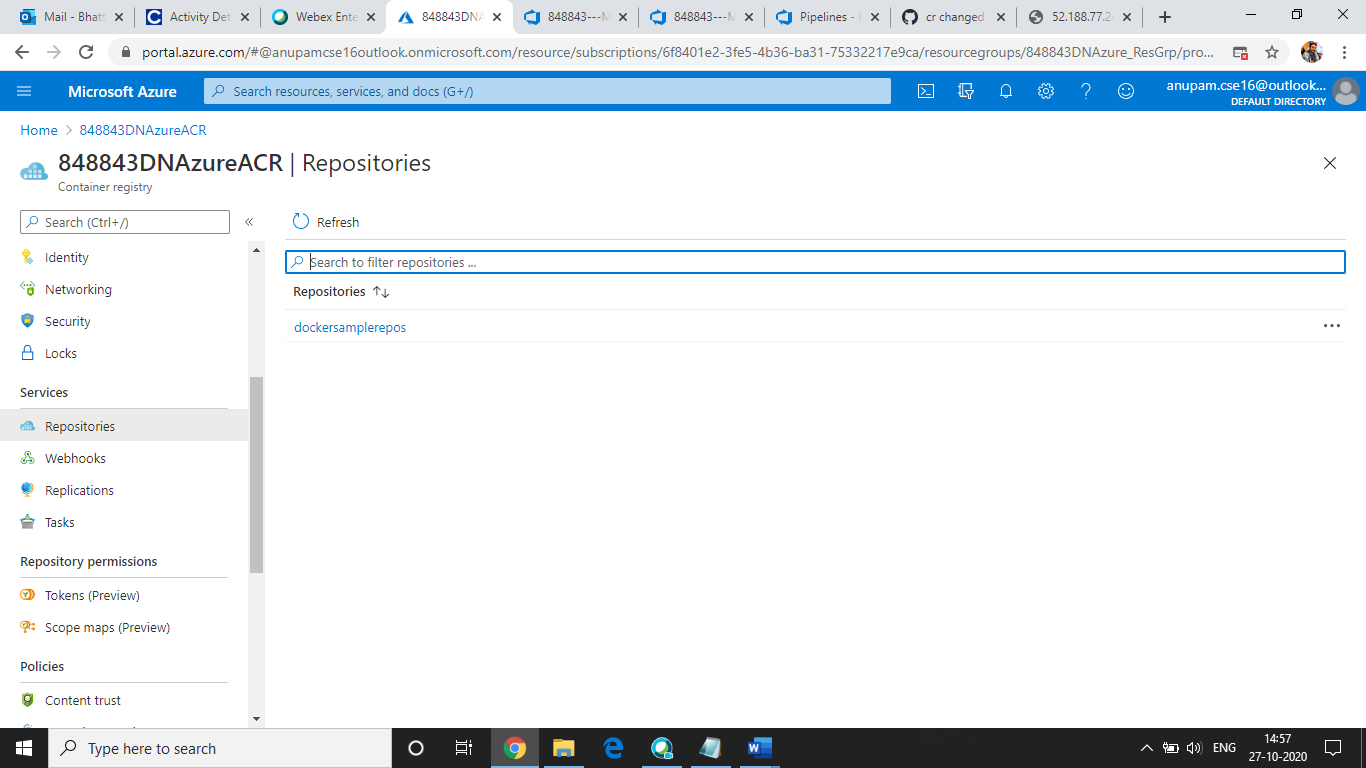 Mail - Bhatt
Activity Det
Webex Ente
848843DNA
848843---M
848843---M
Pipelines -
cr changed
52.188.77.2
portal.azure.com/#@anupamcse16outlook.onmicrosoft.com/resource/subscriptions/6f8401e2-3fe5-4b36-ba31-75332217e9ca/resourcegroups/848843DNAzure_ResGrp/pro...
Microsoft Azure
Search resources, services, and docs (G+/)
anupam.cse16@outlook...
DEFAULT DIRECTORY
Home > 848843DNAzureACR
848843DNAzureACR | Repositories
Container registry
Search (Ctrl+/)
«
Refresh
Search to filter repositories ...
Repositories
dockersamplerepos
Identity
Networking
Security
Locks
Services
Repositories
Webhooks
Replications
Tasks
Repository permissions
Tokens (Preview)
Scope maps (Preview)
Policies
Content trust
Type here to search
ENG
14:57
27-10-2020